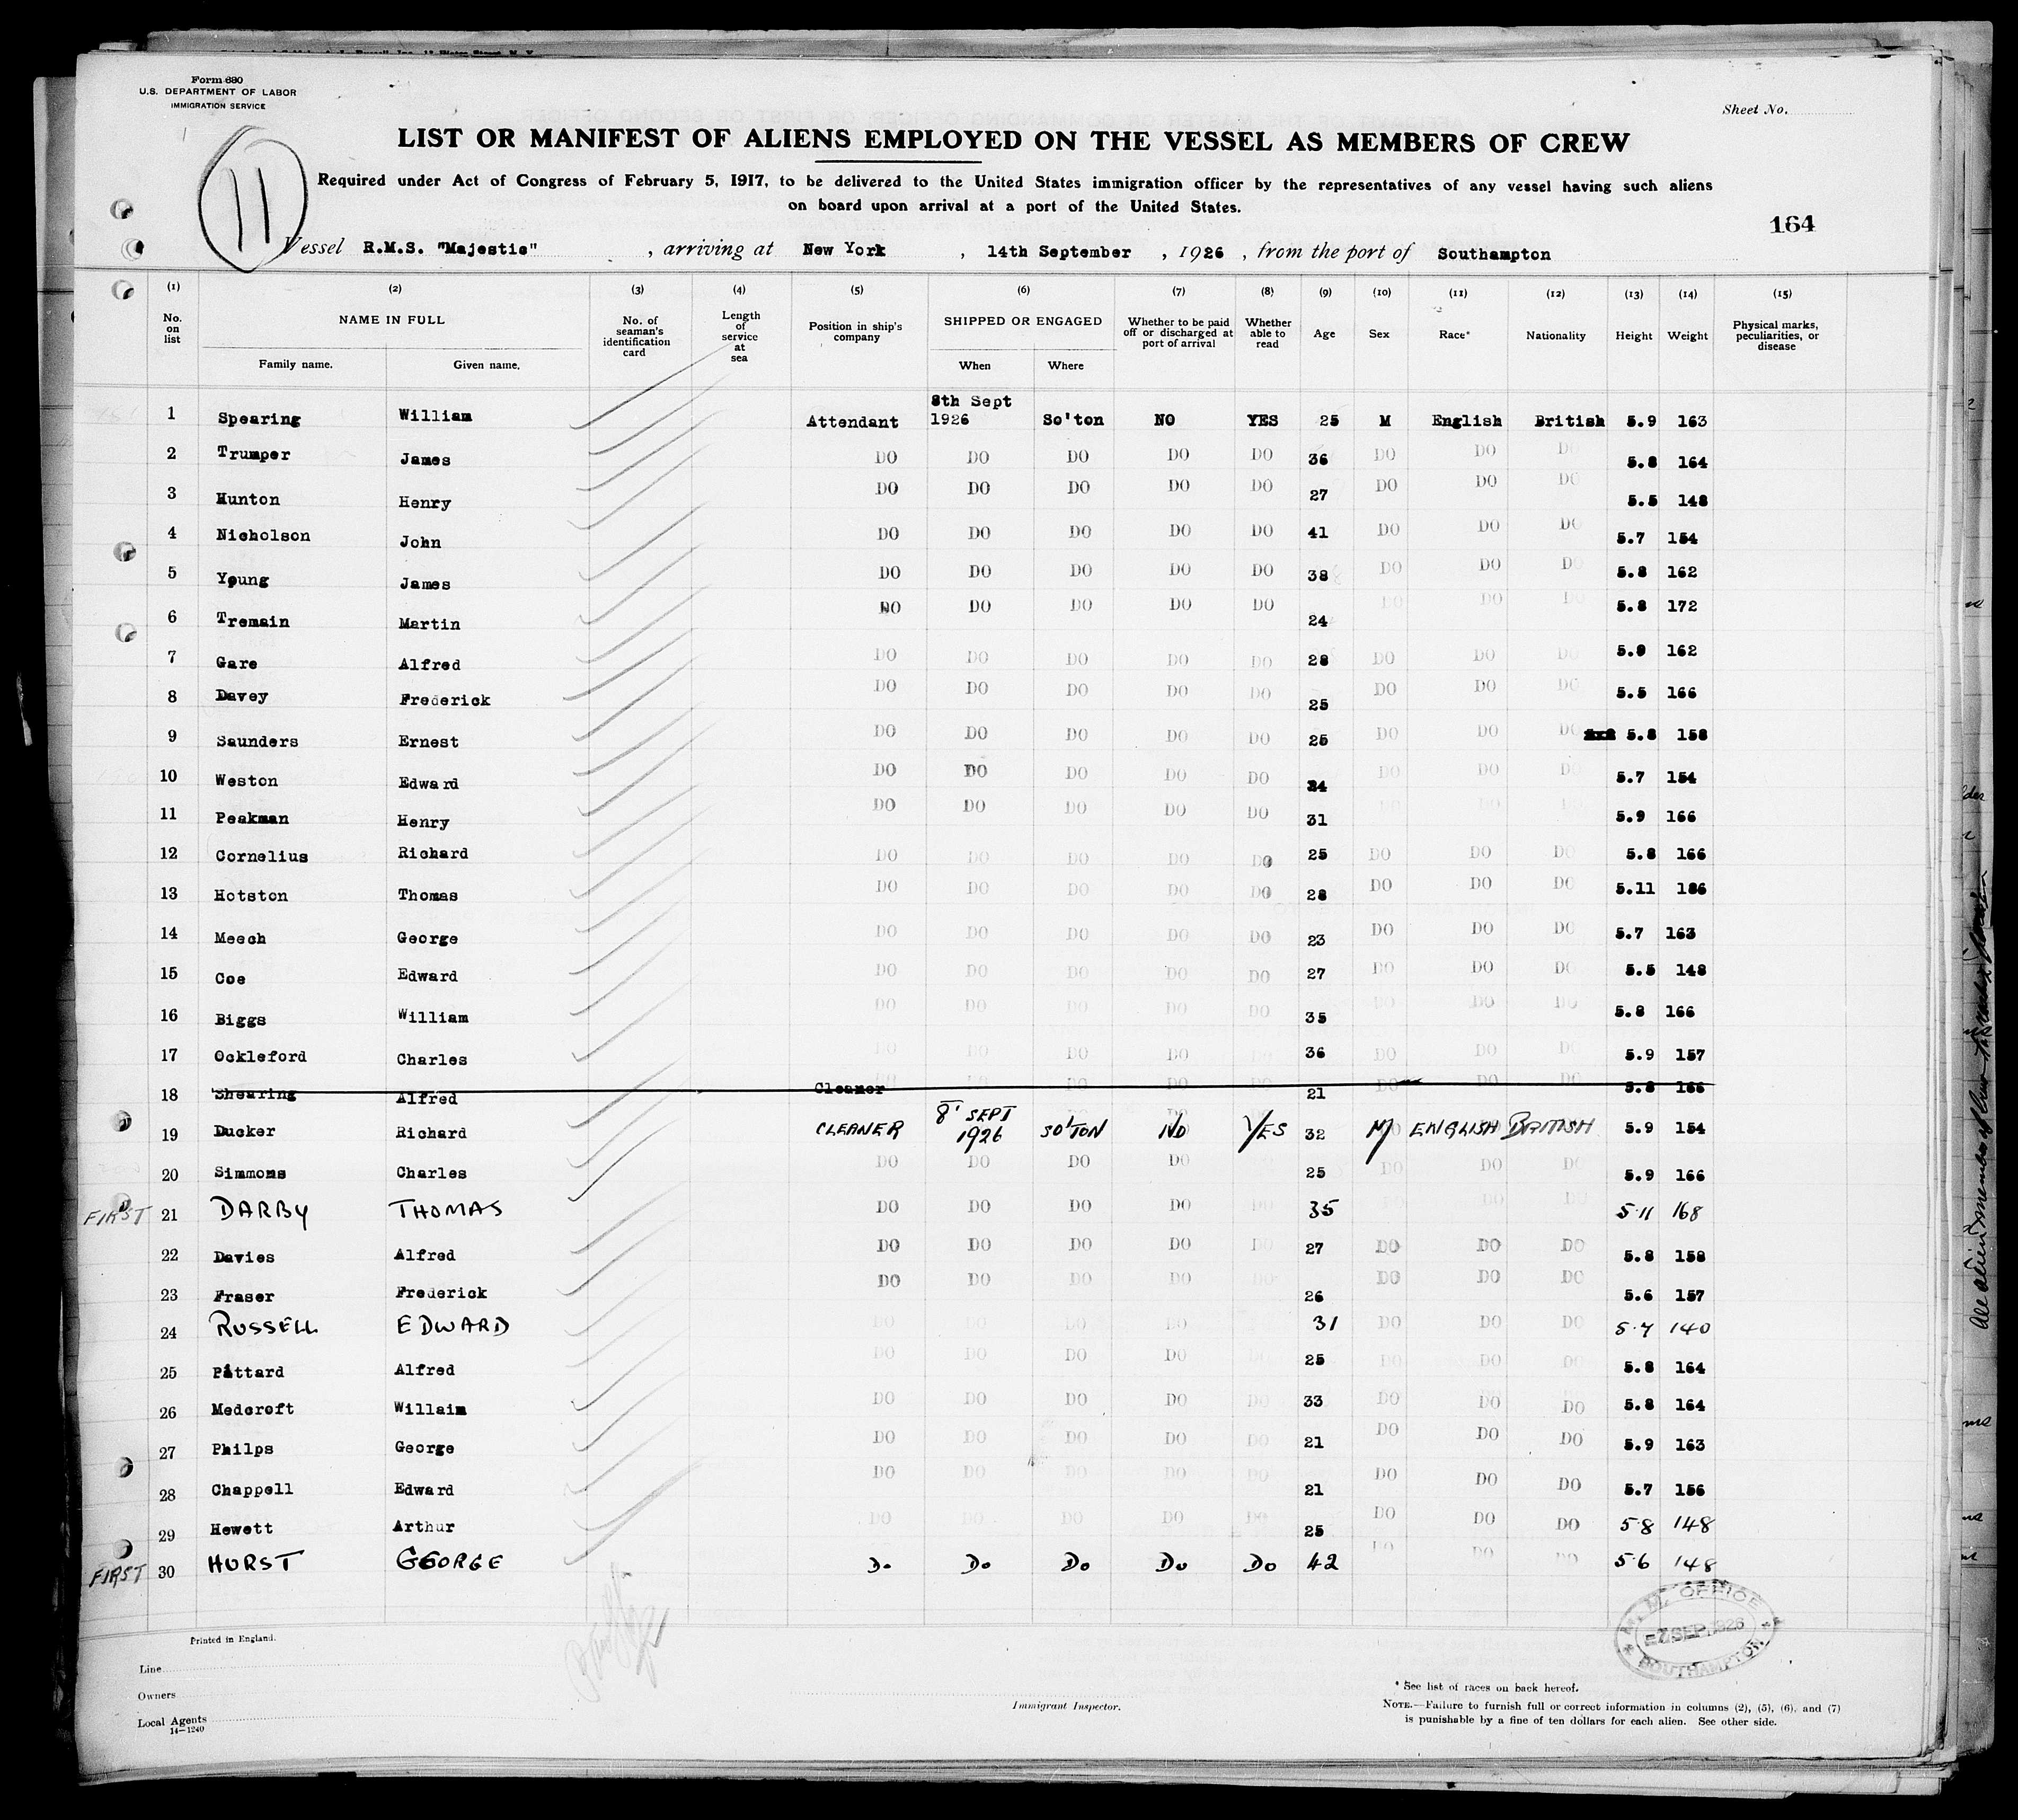 Form 680
U.S. DEPARTMENT OF LABOR
IMMIGRATION SERVICE
Sheet No.
11
LIST OR MANIFEST OF ALIENS EMPLOYED ON THE VESSEL AS MEMBERS OF CREW
Required under Act of Congress of February 5, 1917, to be delivered to the United States immigration officer by the representatives of any vessel having such aliens
on board upon arrival at a port of the United States.
164
Vessel R.M.S. "Majestic" , arriving at New York , 14th September , 1926 , from the port of Southampton
(1) (2) (3) (4) (5) (6) (7) (8) (9) (10) (11) (12) (13) (14) (15)
No. on list NAME IN FULL Family name. Given name. No. of seaman's identification card Length of service at sea Position in ship's company SHIPPED OR ENGAGED When Where Whether to be paid off or discharged at port of arrival Whether able to read Age Sex Race* Nationality Height Weight Physical marks, peculiarities, or disease
1 Spearing William Attendant 8th Sept 1926 So'ton NO YES 25 M English British 5.9 163
2 Trumper James DO DO DO DO DO 36 DO DO DO 5.8 164
3 Hunton Henry DO DO DO DO DO 27 DO DO DO 5.5 148
4 Nicholson John DO DO DO DO DO 41 DO DO DO 5.7 154
5 Young James DO DO DO DO DO 38 DO DO DO 5.8 162
6 Tremain Martin DO DO DO DO DO 24 DO DO DO 5.8 172
7 Gare Alfred DO DO DO DO DO 28 DO DO DO 162
8 Davey Frederick DO DO DO DO DO 25 DO DO DO 5.5 166
9 Saunders Ernest DO DO DO DO DO 25 DO DO DO 5.8 158
10 Weston Edward DO DO DO DO DO 24 DO DO DO 5.7 154
11 Peakman Henry DO DO DO DO DO 31 DO 5.9 166
12 Cornelius Richard DO DO DO DO DO 25 DO DO DO 5.8 166
13 Hotston Thomas DO DO DO DO DO 28 DO DO DO 5.11 186
14 Meech George DO DO DO DO DO 23 DO DO DO 5.7 163
15 Coe Edward DO DO DO DO DO 27 DO DO DO 5.5 148
16 Biggs William DO DO DO DO DO 35 DO DO DO 5.8 166
17 Ockleford Charles DO DO DO DO DO 36 DO DO DO 5.9 157
18 Shearing Alfred Cleaner DO DO DO 21 DO DO DO 5.8 166
19 Ducker Richard CLEANER 8' SEPT 1926 SO'TON NO YES 32 M ENGLISH BRITISH 5.9 154
20 Simmons Charles DO DO DO DO 25 DO DO DO 5.9 166
FIRST 21 DARBY THOMAS DO DO DO DO 35 DO DO 5.11 168
22 Davies Alfred DO DO DO DO DO 27 DO DO DO 5.8 158
23 Fraser Frederick DO DO DO DO DO 26 DO DO DO 5.6 157
24 RUSSELL EDWARD DO DO DO DO 31 DO DO DO 5.7 140
25 Pittard Alfred DO DO DO DO 25 DO DO DO 5.8 164
26 Medcroft Willaim DO DO DO DO DO 33 DO DO DO 5.8 164
27 Philps George DO DO DO DO DO 21 DO DO DO 5.9 163
28 Chappell Edward DO DO DO DO 21 DO DO DO 5.7 156
29 Hewett Arthur DO DO DO DO DO 25 DO DO DO 5.8 148
FIRST 30 HURST GEORGE Do Do Do Do Do 42 DO DO DO 5.6 148
M. M. OFFICE
7 SEP 1926
SOUTHAMPTON
Printed in England.
Line
Owners
Local Agents
14—1240
Immigrant Inspector.
* See list of races on back hereof.
NOTE.—Failure to furnish full or correct information in columns (2), (5), (6), and (7)
is punishable by a fine of ten dollars for each alien. See other side.